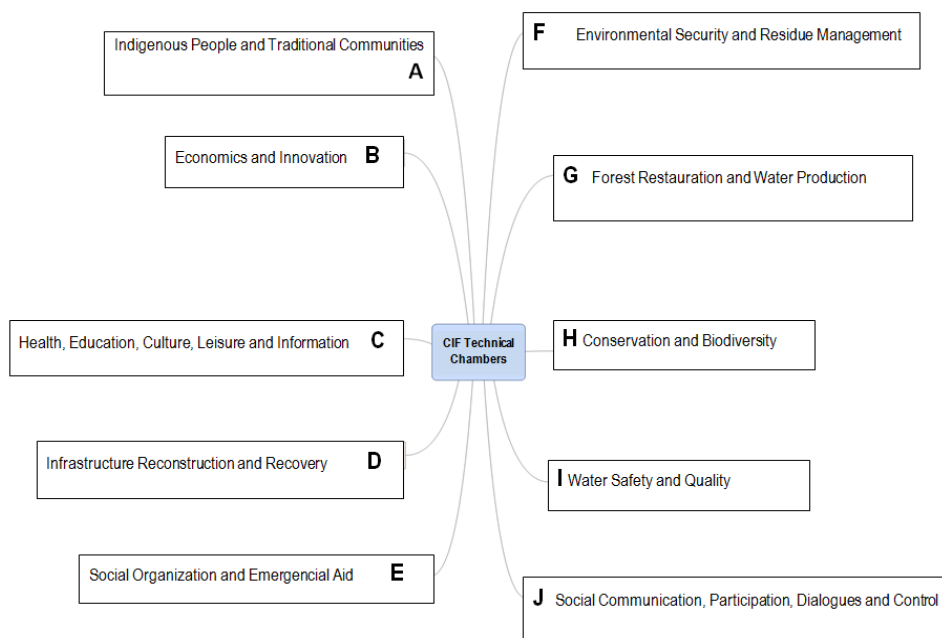 Indigenous People and Traditional Communities
A
Economics and Innovation B
Health, Education, Culture, Leisure and Information C
Infrastructure Reconstruction and Recovery D
Social Organization and Emergencial Aid E
CIF Technical
Chambers
F Environmental Security and Residue Management
G Forest Restauration and Water Production
H Conservation and Biodiversity
I Water Safety and Quality
J Social Communication, Participation, Dialogues and Control